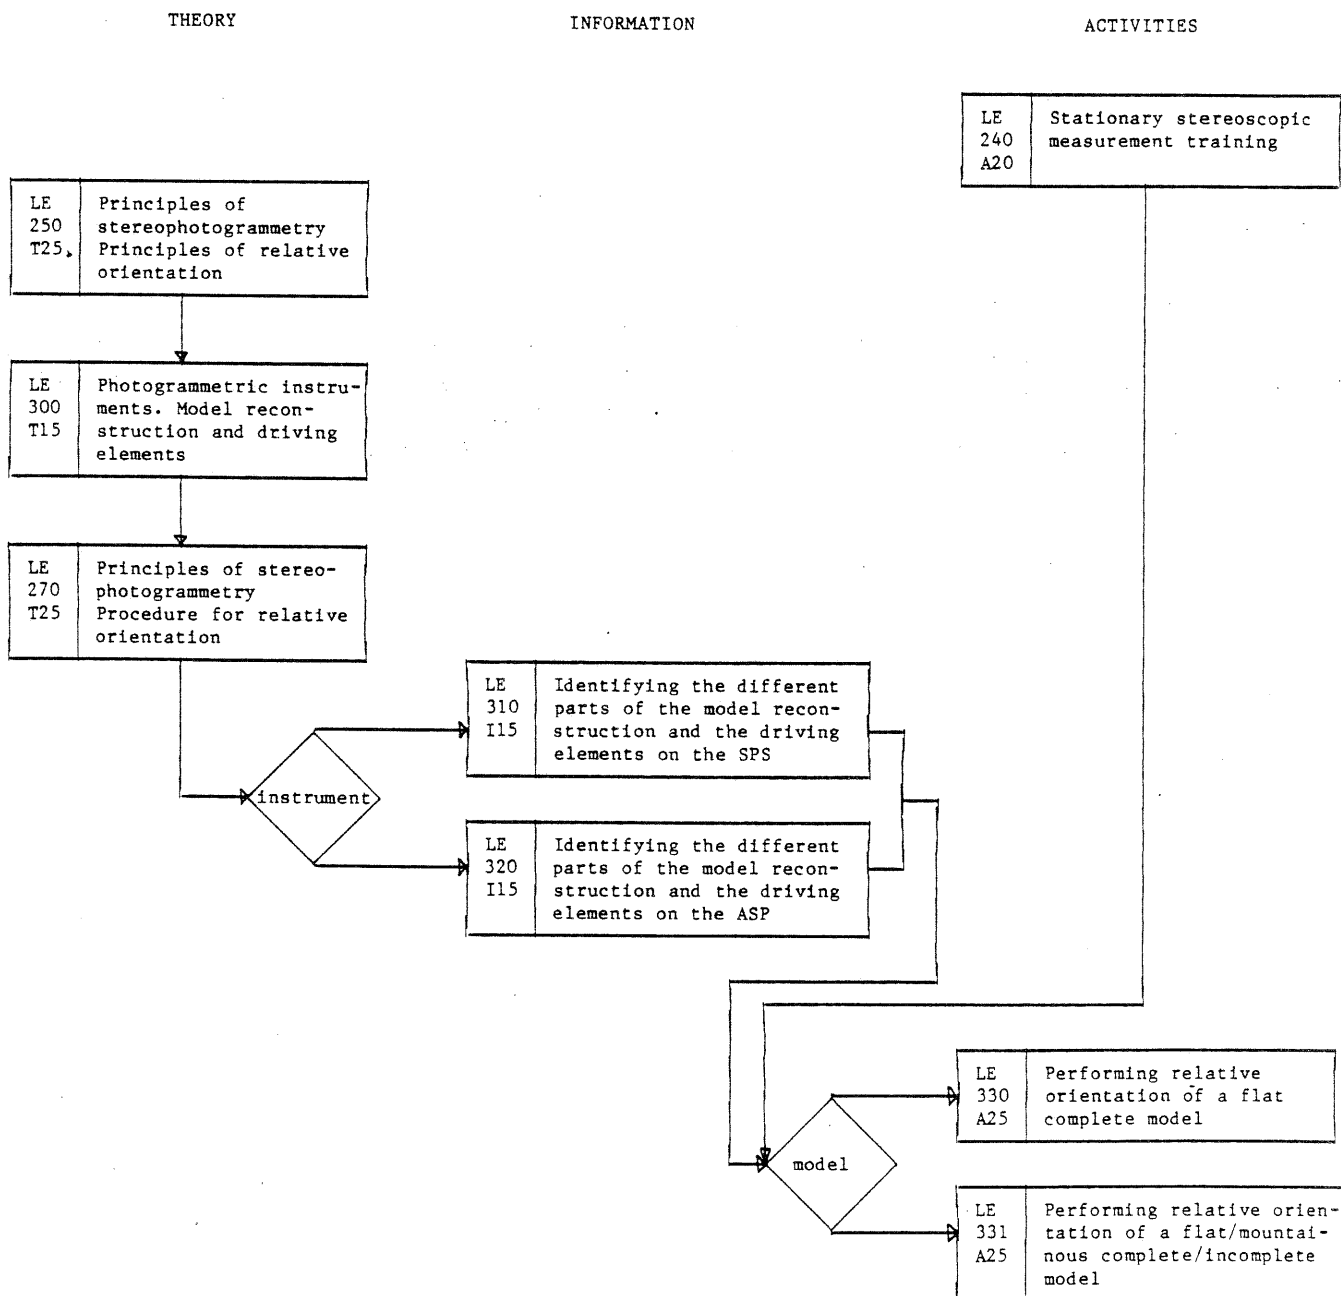 THEORY
INFORMATION
ACTIVITIES
LE 240 A20
Stationary stereoscopic
measurement training
LE 250 T25
Principles of
stereophotogrammetry
Principles of relative
orientation
LE 300 T15
Photogrammetric instru-
ments. Model recon-
struction and driving
elements
LE 270 T25
Principles of stereo-
photogrammetry
Procedure for relative
orientation
instrument
LE 310 I15
Identifying the different
parts of the model recon-
struction and the driving
elements on the SPS
LE 320 I15
Identifying the different
parts of the model recon-
struction and the driving
elements on the ASP
model
LE 330 A25
Performing relative
orientation of a flat
complete model
LE 331 A25
Performing relative orien-
tation of a flat/mountai-
nous complete/incomplete
model